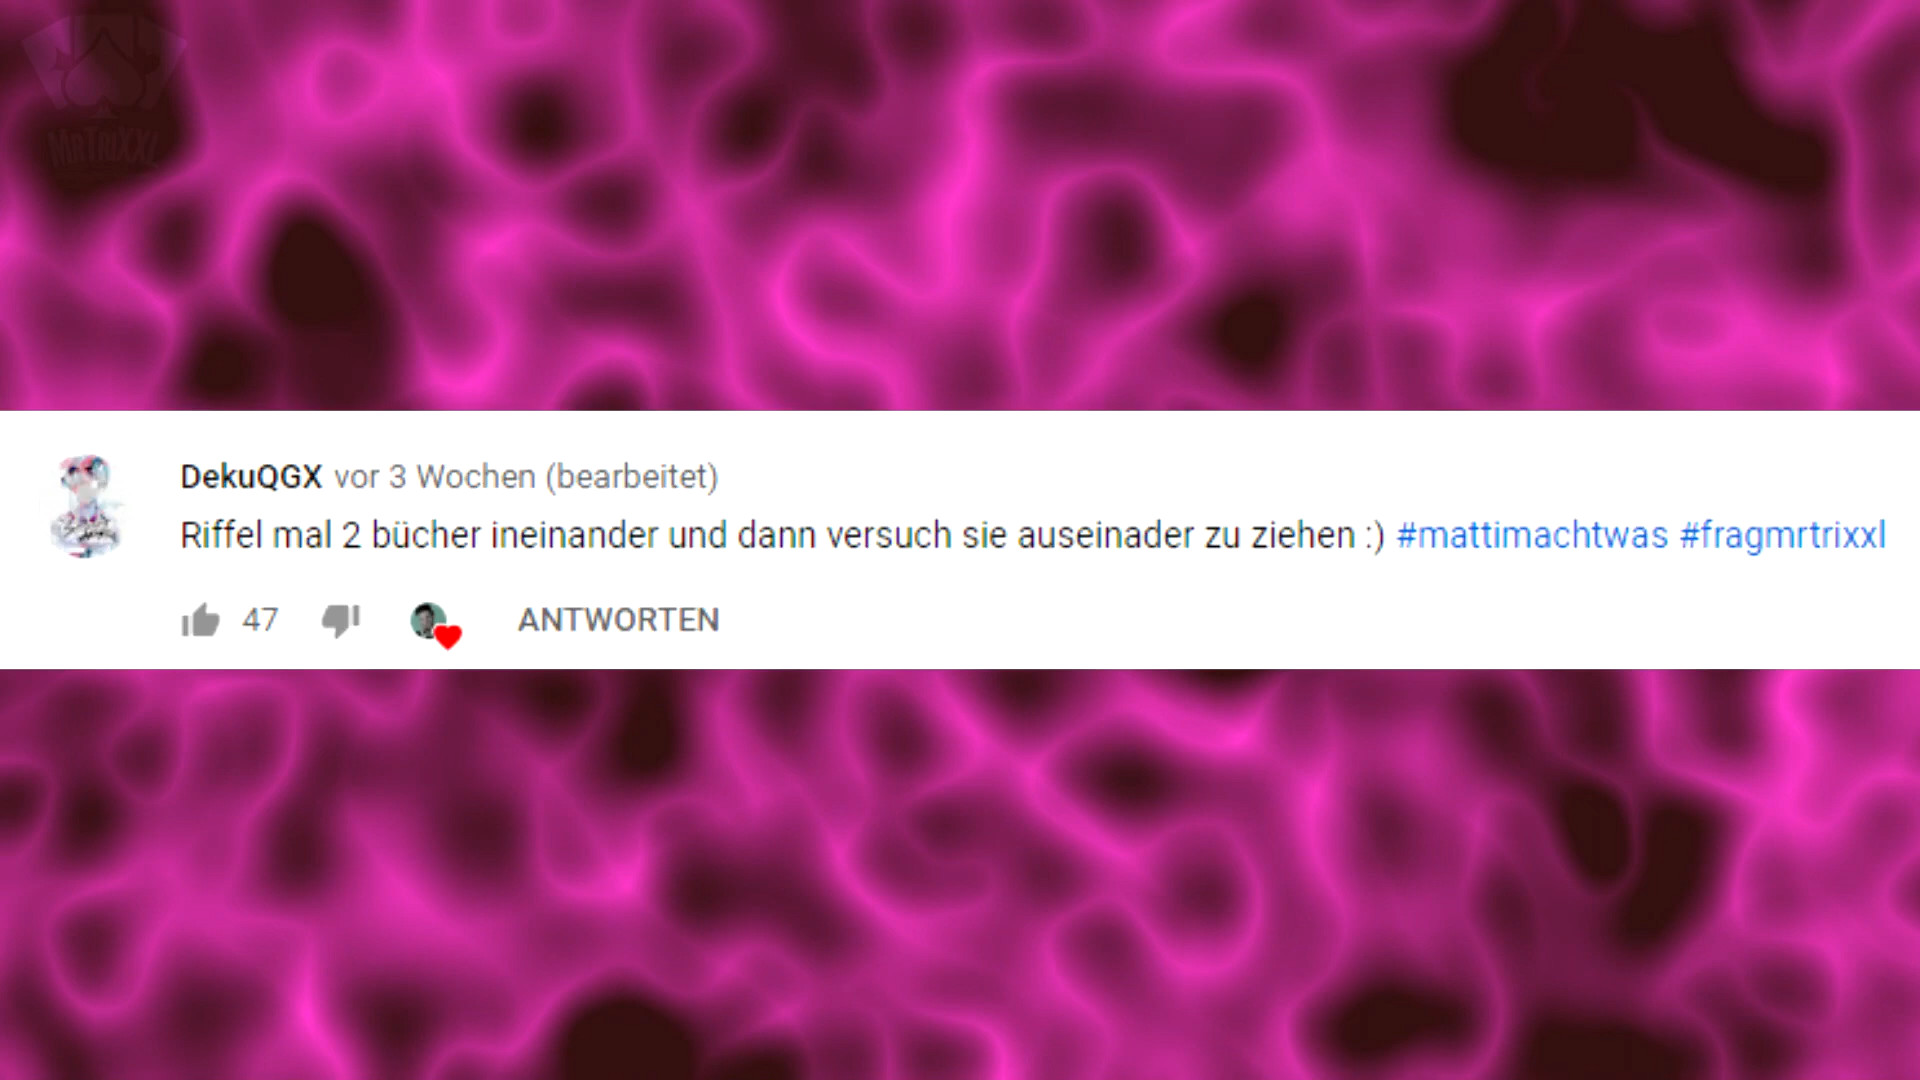 MrTriXXL
DekuQGX vor 3 Wochen (bearbeitet)
Riffel mal 2 bücher ineinander und dann versuch sie auseinader zu ziehen :) #mattimachtwas #fragmrtrixxl
47 ANTWORTEN